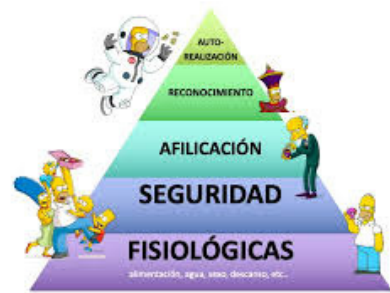 AUTO-
REALIZACIÓN
RECONOCIMIENTO
AFILICACIÓN
SEGURIDAD
FISIOLÓGICAS
alimentación, agua, sexo, descanso, etc..